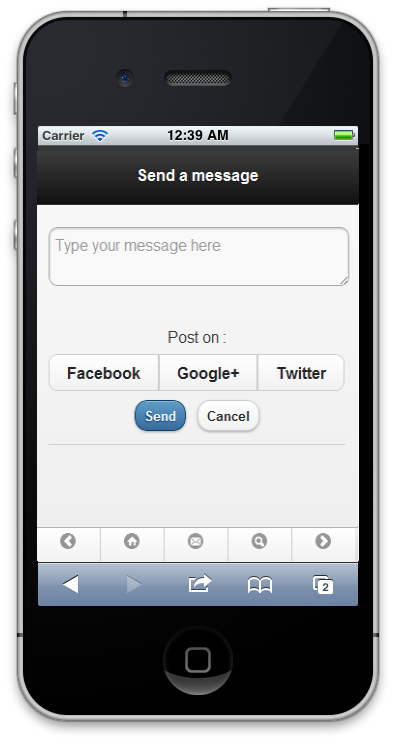 Carrier 12:39 AM
Send a message
Type your message here
Post on :
Facebook Google+ Twitter
Send Cancel
2